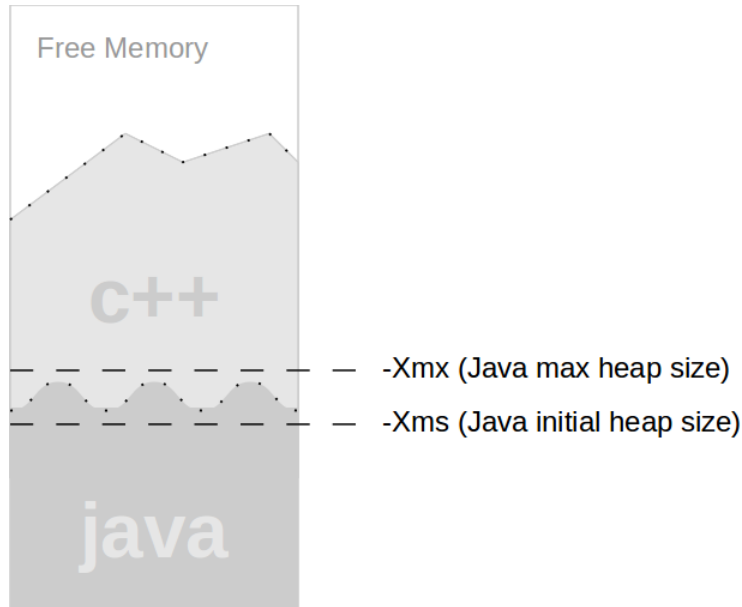 Free Memory
c++
-Xmx (Java max heap size)
-Xms (Java initial heap size)
java